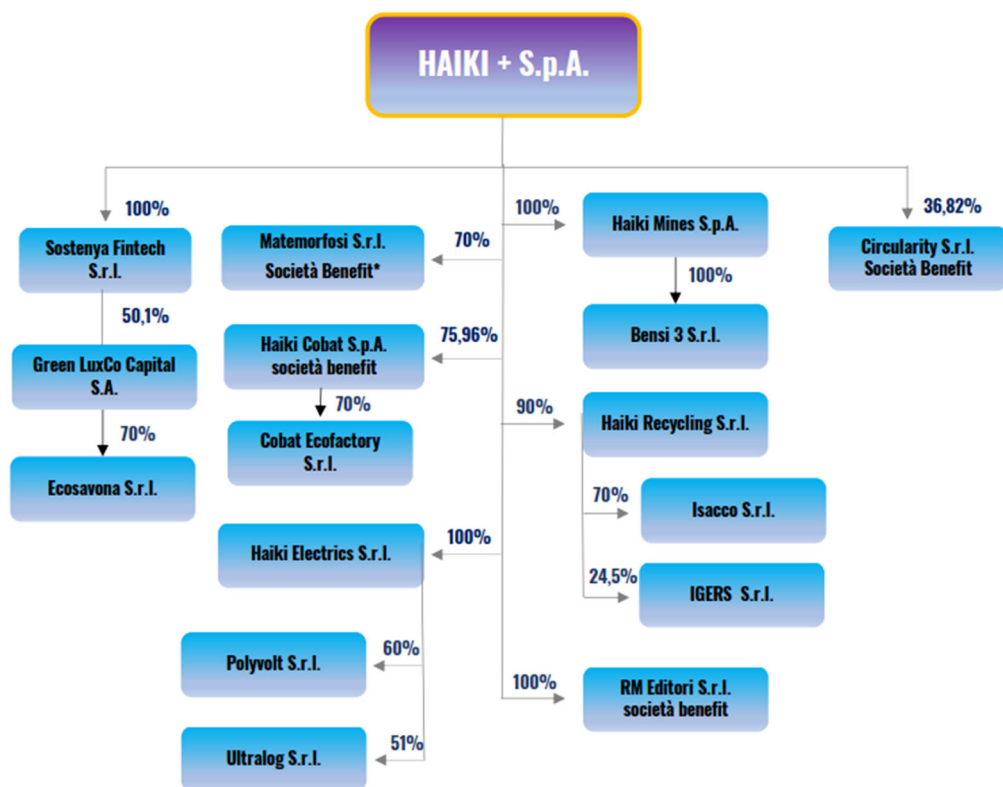 HAIKI + S.p.A.
100%
Sostenya Fintech
S.r.l.
50,1%
Green LuxCo Capital
S.A.
70%
Ecosavona S.r.l.
70%
Matemorfosi S.r.l.
Società Benefit*
75,96%
Haiki Cobat S.p.A.
società benefit
70%
Cobat Ecofactory
S.r.l.
100%
Haiki Electrics S.r.l.
60%
Polyvolt S.r.l.
51%
Ultralog S.r.l.
100%
Haiki Mines S.p.A.
100%
Bensi 3 S.r.l.
90%
Haiki Recycling S.r.l.
70%
Isacco S.r.l.
24,5%
IGERS S.r.l.
100%
RM Editori S.r.l.
società benefit
36,82%
Circularity S.r.l.
Società Benefit